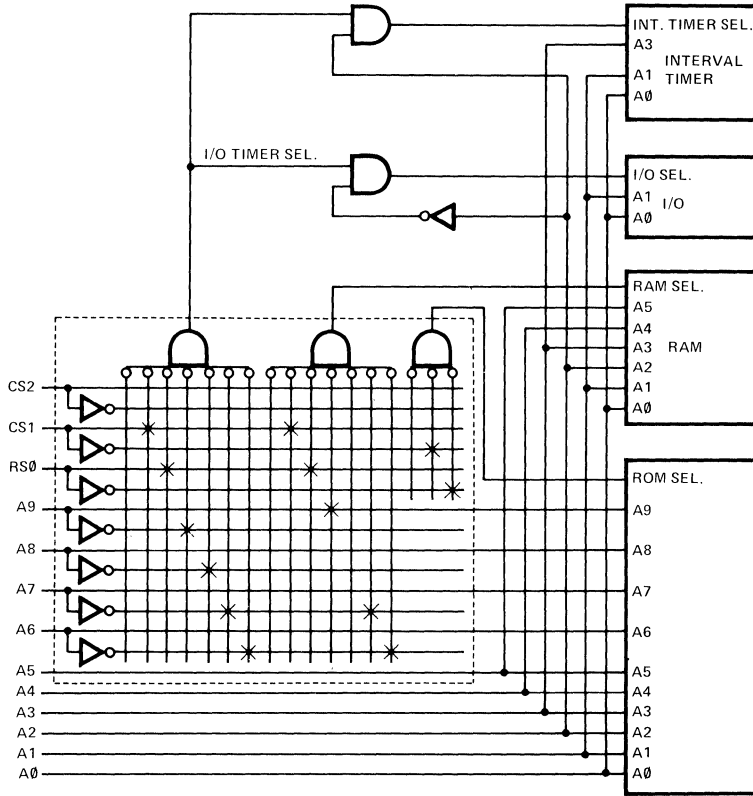 INT. TIMER SEL.
A3
INTERVAL
TIMER
A1
AØ
I/O TIMER SEL.
I/O SEL.
A1
I/O
AØ
RAM SEL.
A5
A4
A3
RAM
A2
A1
AØ
CS2
CS1
RSØ
A9
A8
A7
A6
A5
A4
A3
A2
A1
AØ
ROM SEL.
A9
A8
A7
A6
A5
A4
A3
A2
A1
AØ